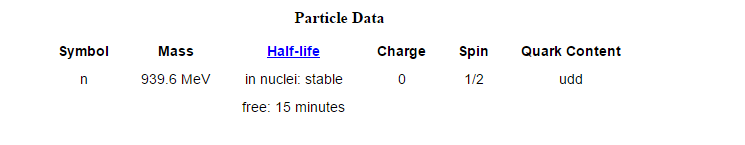 Particle Data
Symbol Mass Half-life Charge Spin Quark Content
n 939.6 MeV in nuclei: stable 0 1/2 udd
free: 15 minutes